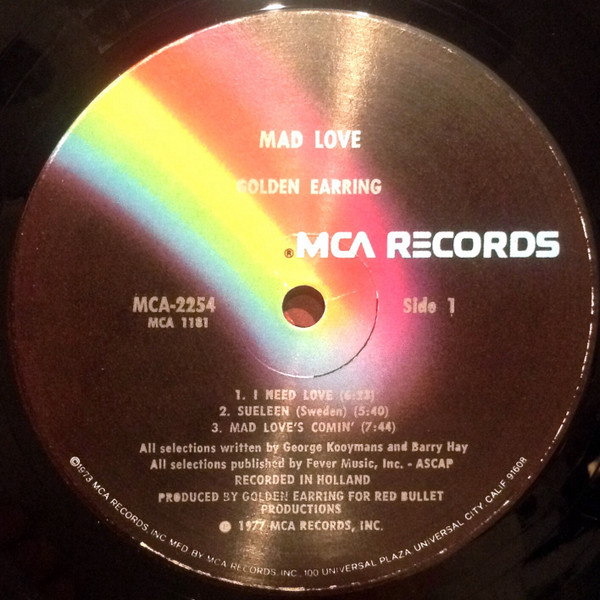 MAD LOVE
GOLDEN EARRING
® MCA RECORDS
MCA-2254
MCA 1181
Side 1
1. I NEED LOVE (6:23)
2. SUELEEN (Sweden) (5:40)
3. MAD LOVE'S COMIN' (7:44)
All selections written by George Kooymans and Barry Hay
All selections published by Fever Music, Inc. - ASCAP
RECORDED IN HOLLAND
PRODUCED BY GOLDEN EARRING FOR RED BULLET
PRODUCTIONS
℗ 1977 MCA RECORDS, INC.
©1973 MCA RECORDS, INC. MFD BY MCA RECORDS, INC., 100 UNIVERSAL PLAZA, UNIVERSAL CITY, CALIF. 91608